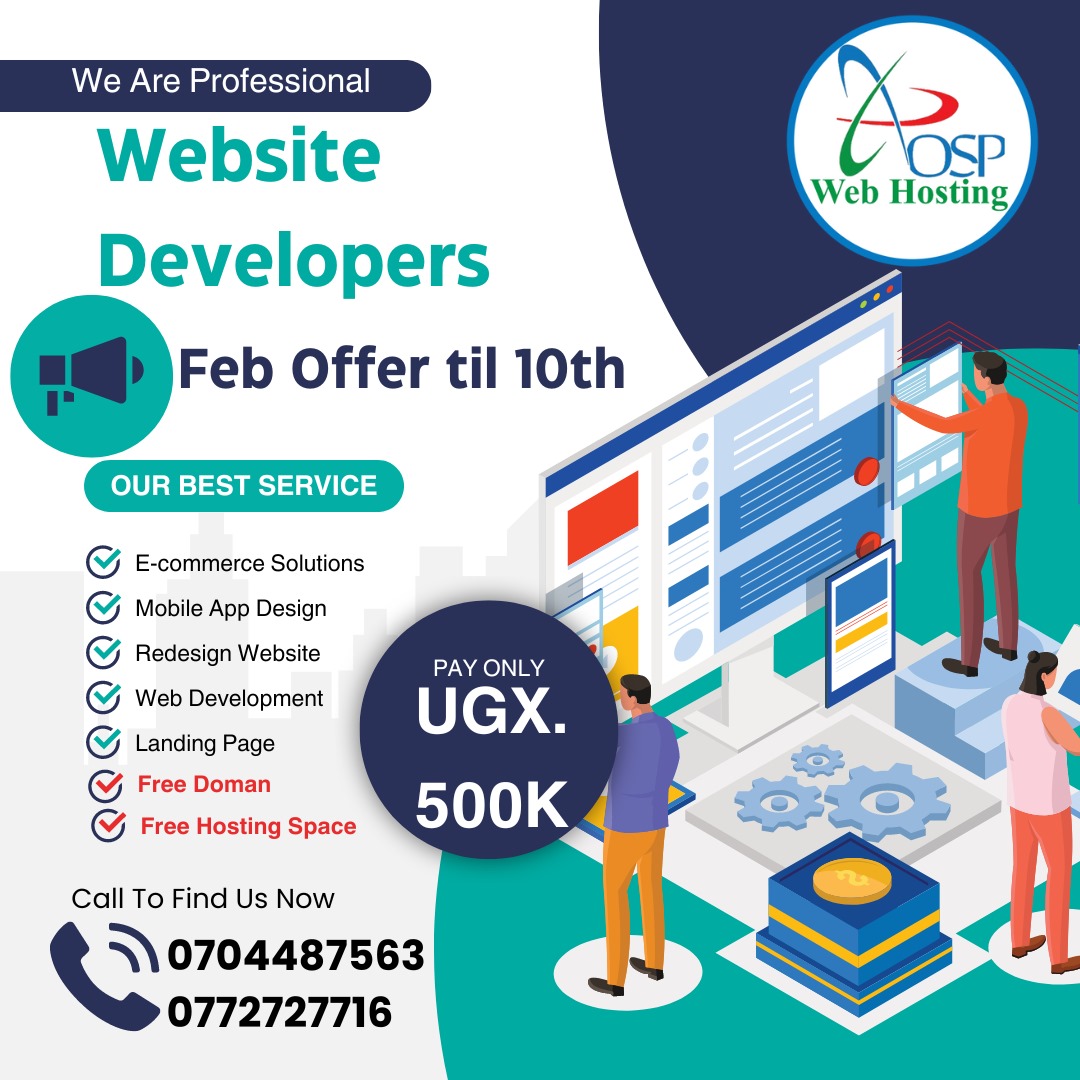 We Are Professional
Website
Developers
Feb Offer til 10th
OUR BEST SERVICE
E-commerce Solutions
Mobile App Design
Redesign Website
Web Development
Landing Page
Free Doman
Free Hosting Space
PAY ONLY
UGX.
500K
Call To Find Us Now
0704487563
0772727716
AOSP
Web Hosting